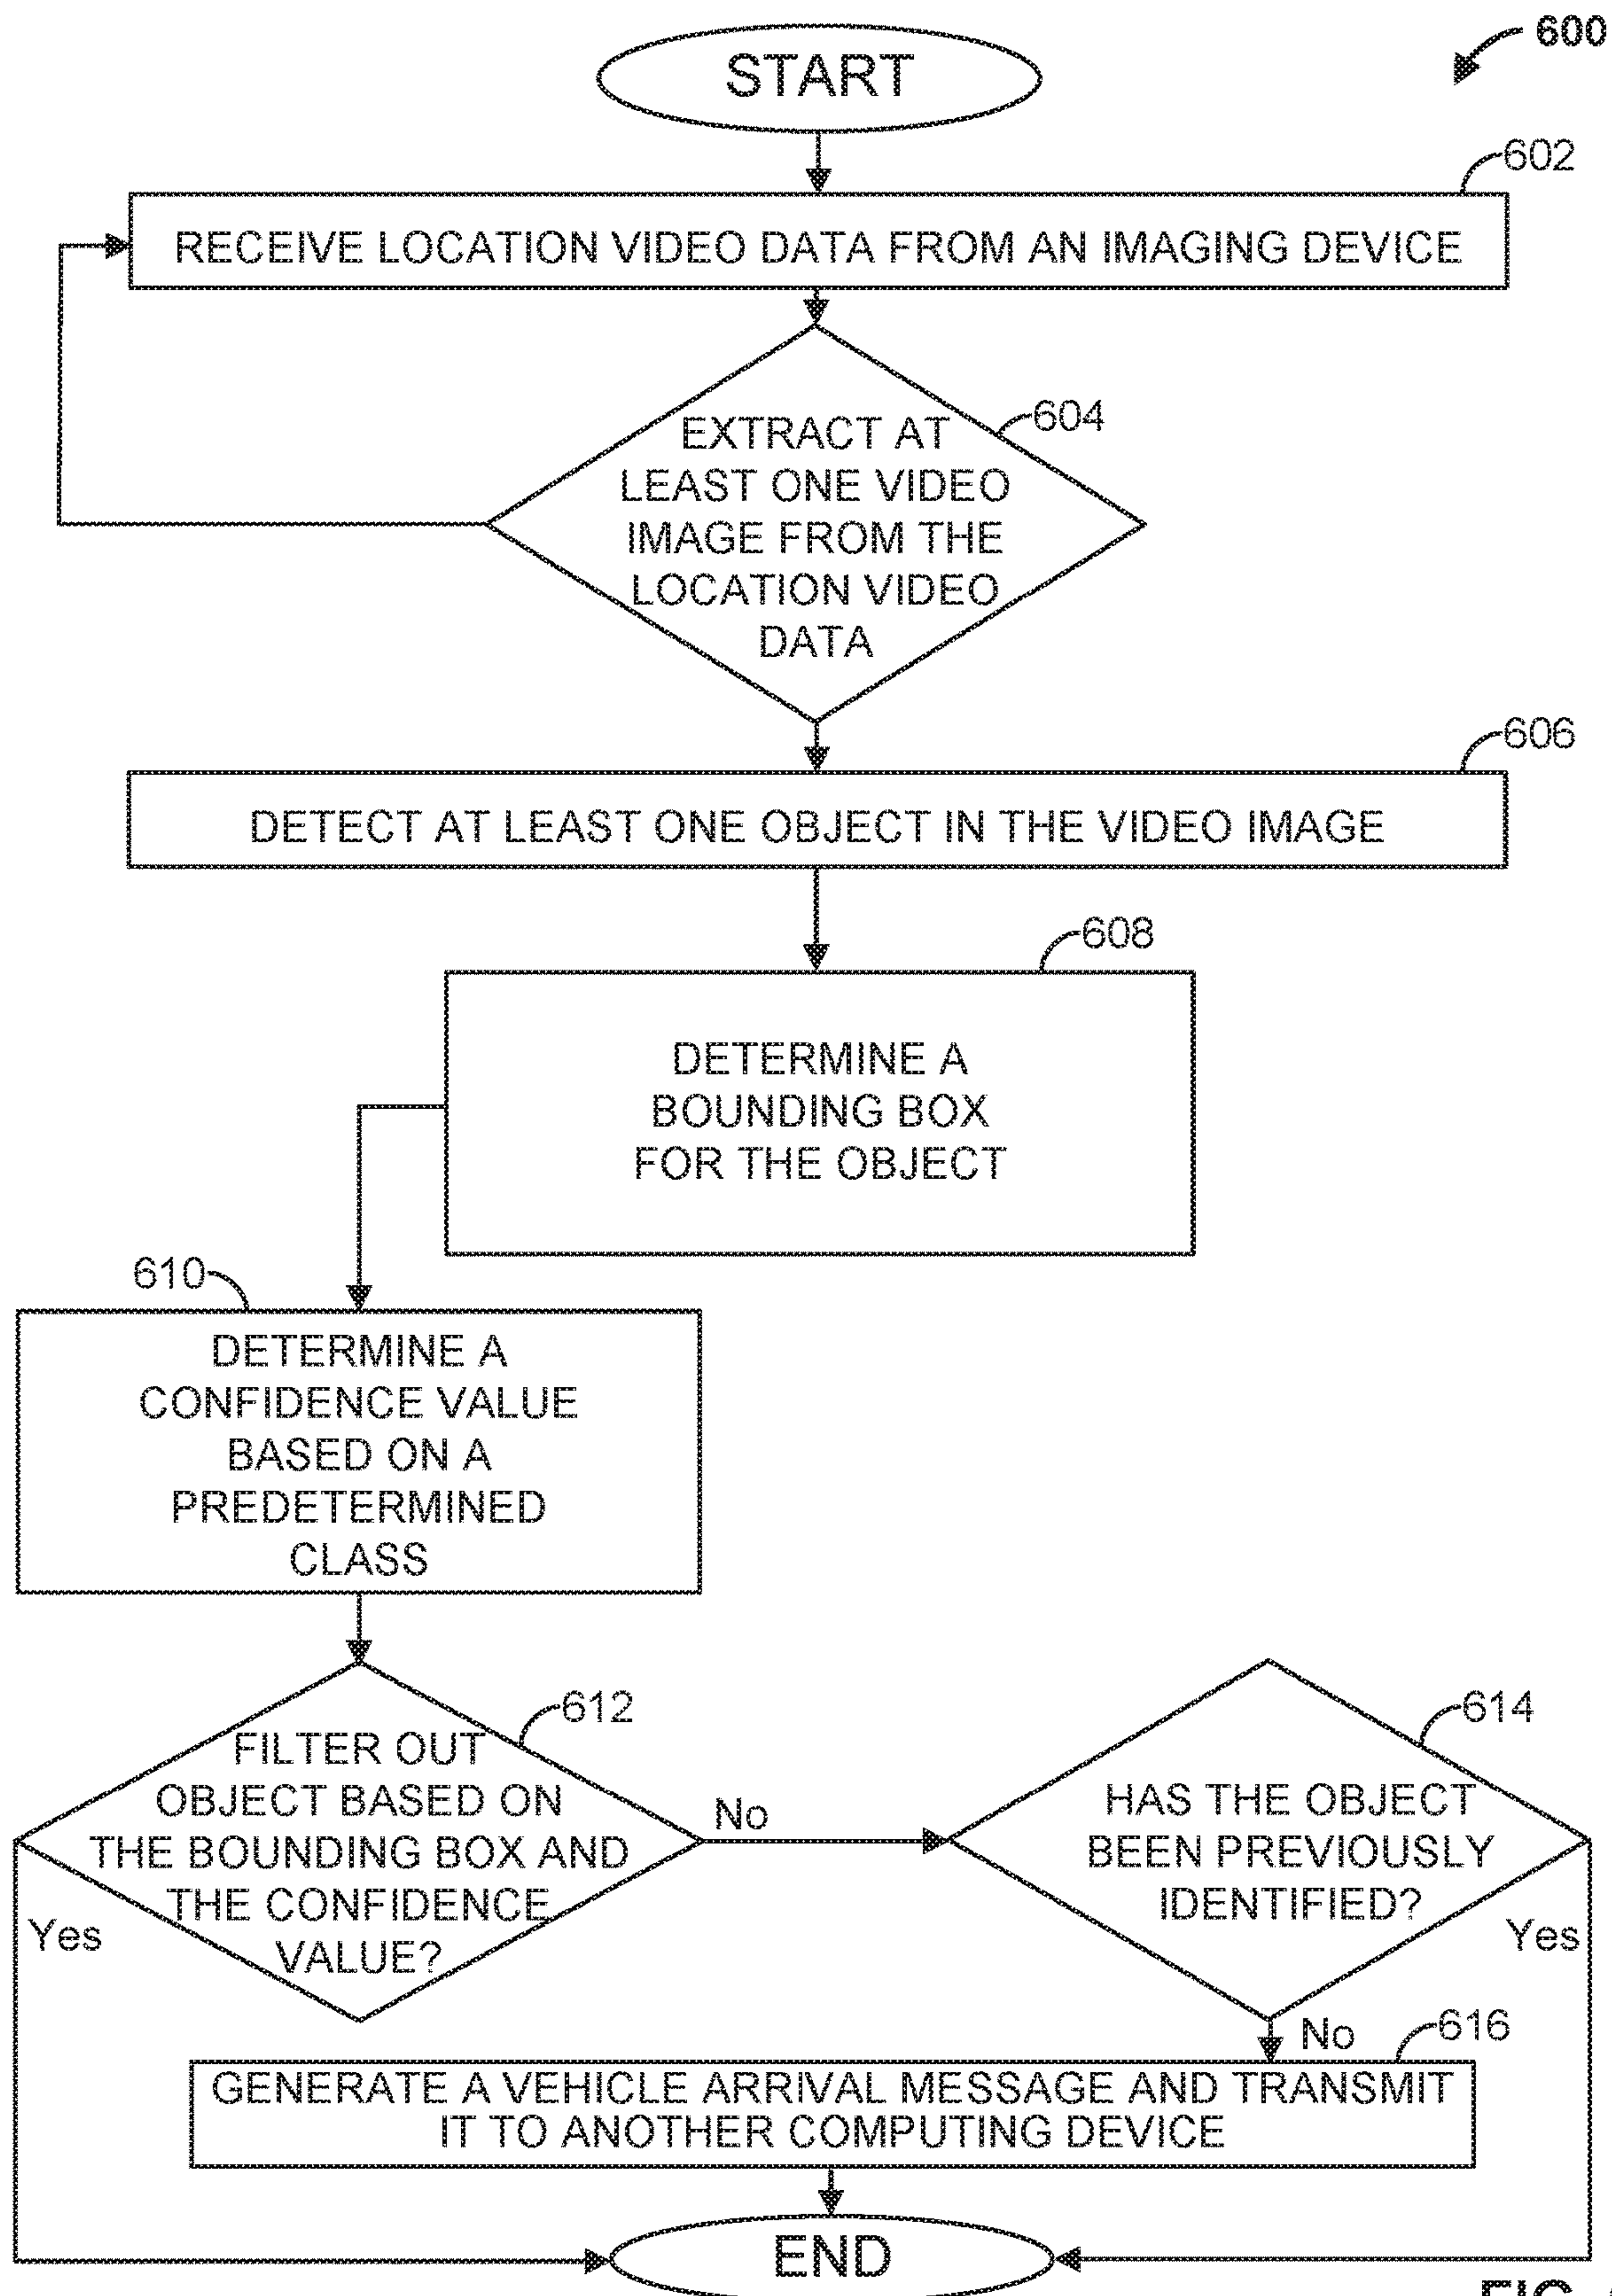 START
600
602
RECEIVE LOCATION VIDEO DATA FROM AN IMAGING DEVICE
604
EXTRACT AT
LEAST ONE VIDEO
IMAGE FROM THE
LOCATION VIDEO
DATA
606
DETECT AT LEAST ONE OBJECT IN THE VIDEO IMAGE
608
DETERMINE A
BOUNDING BOX
FOR THE OBJECT
610
DETERMINE A
CONFIDENCE VALUE
BASED ON A
PREDETERMINED
CLASS
612
FILTER OUT
OBJECT BASED ON
THE BOUNDING BOX AND
THE CONFIDENCE
VALUE?
Yes
No
614
HAS THE OBJECT
BEEN PREVIOUSLY
IDENTIFIED?
Yes
No
616
GENERATE A VEHICLE ARRIVAL MESSAGE AND TRANSMIT
IT TO ANOTHER COMPUTING DEVICE
END